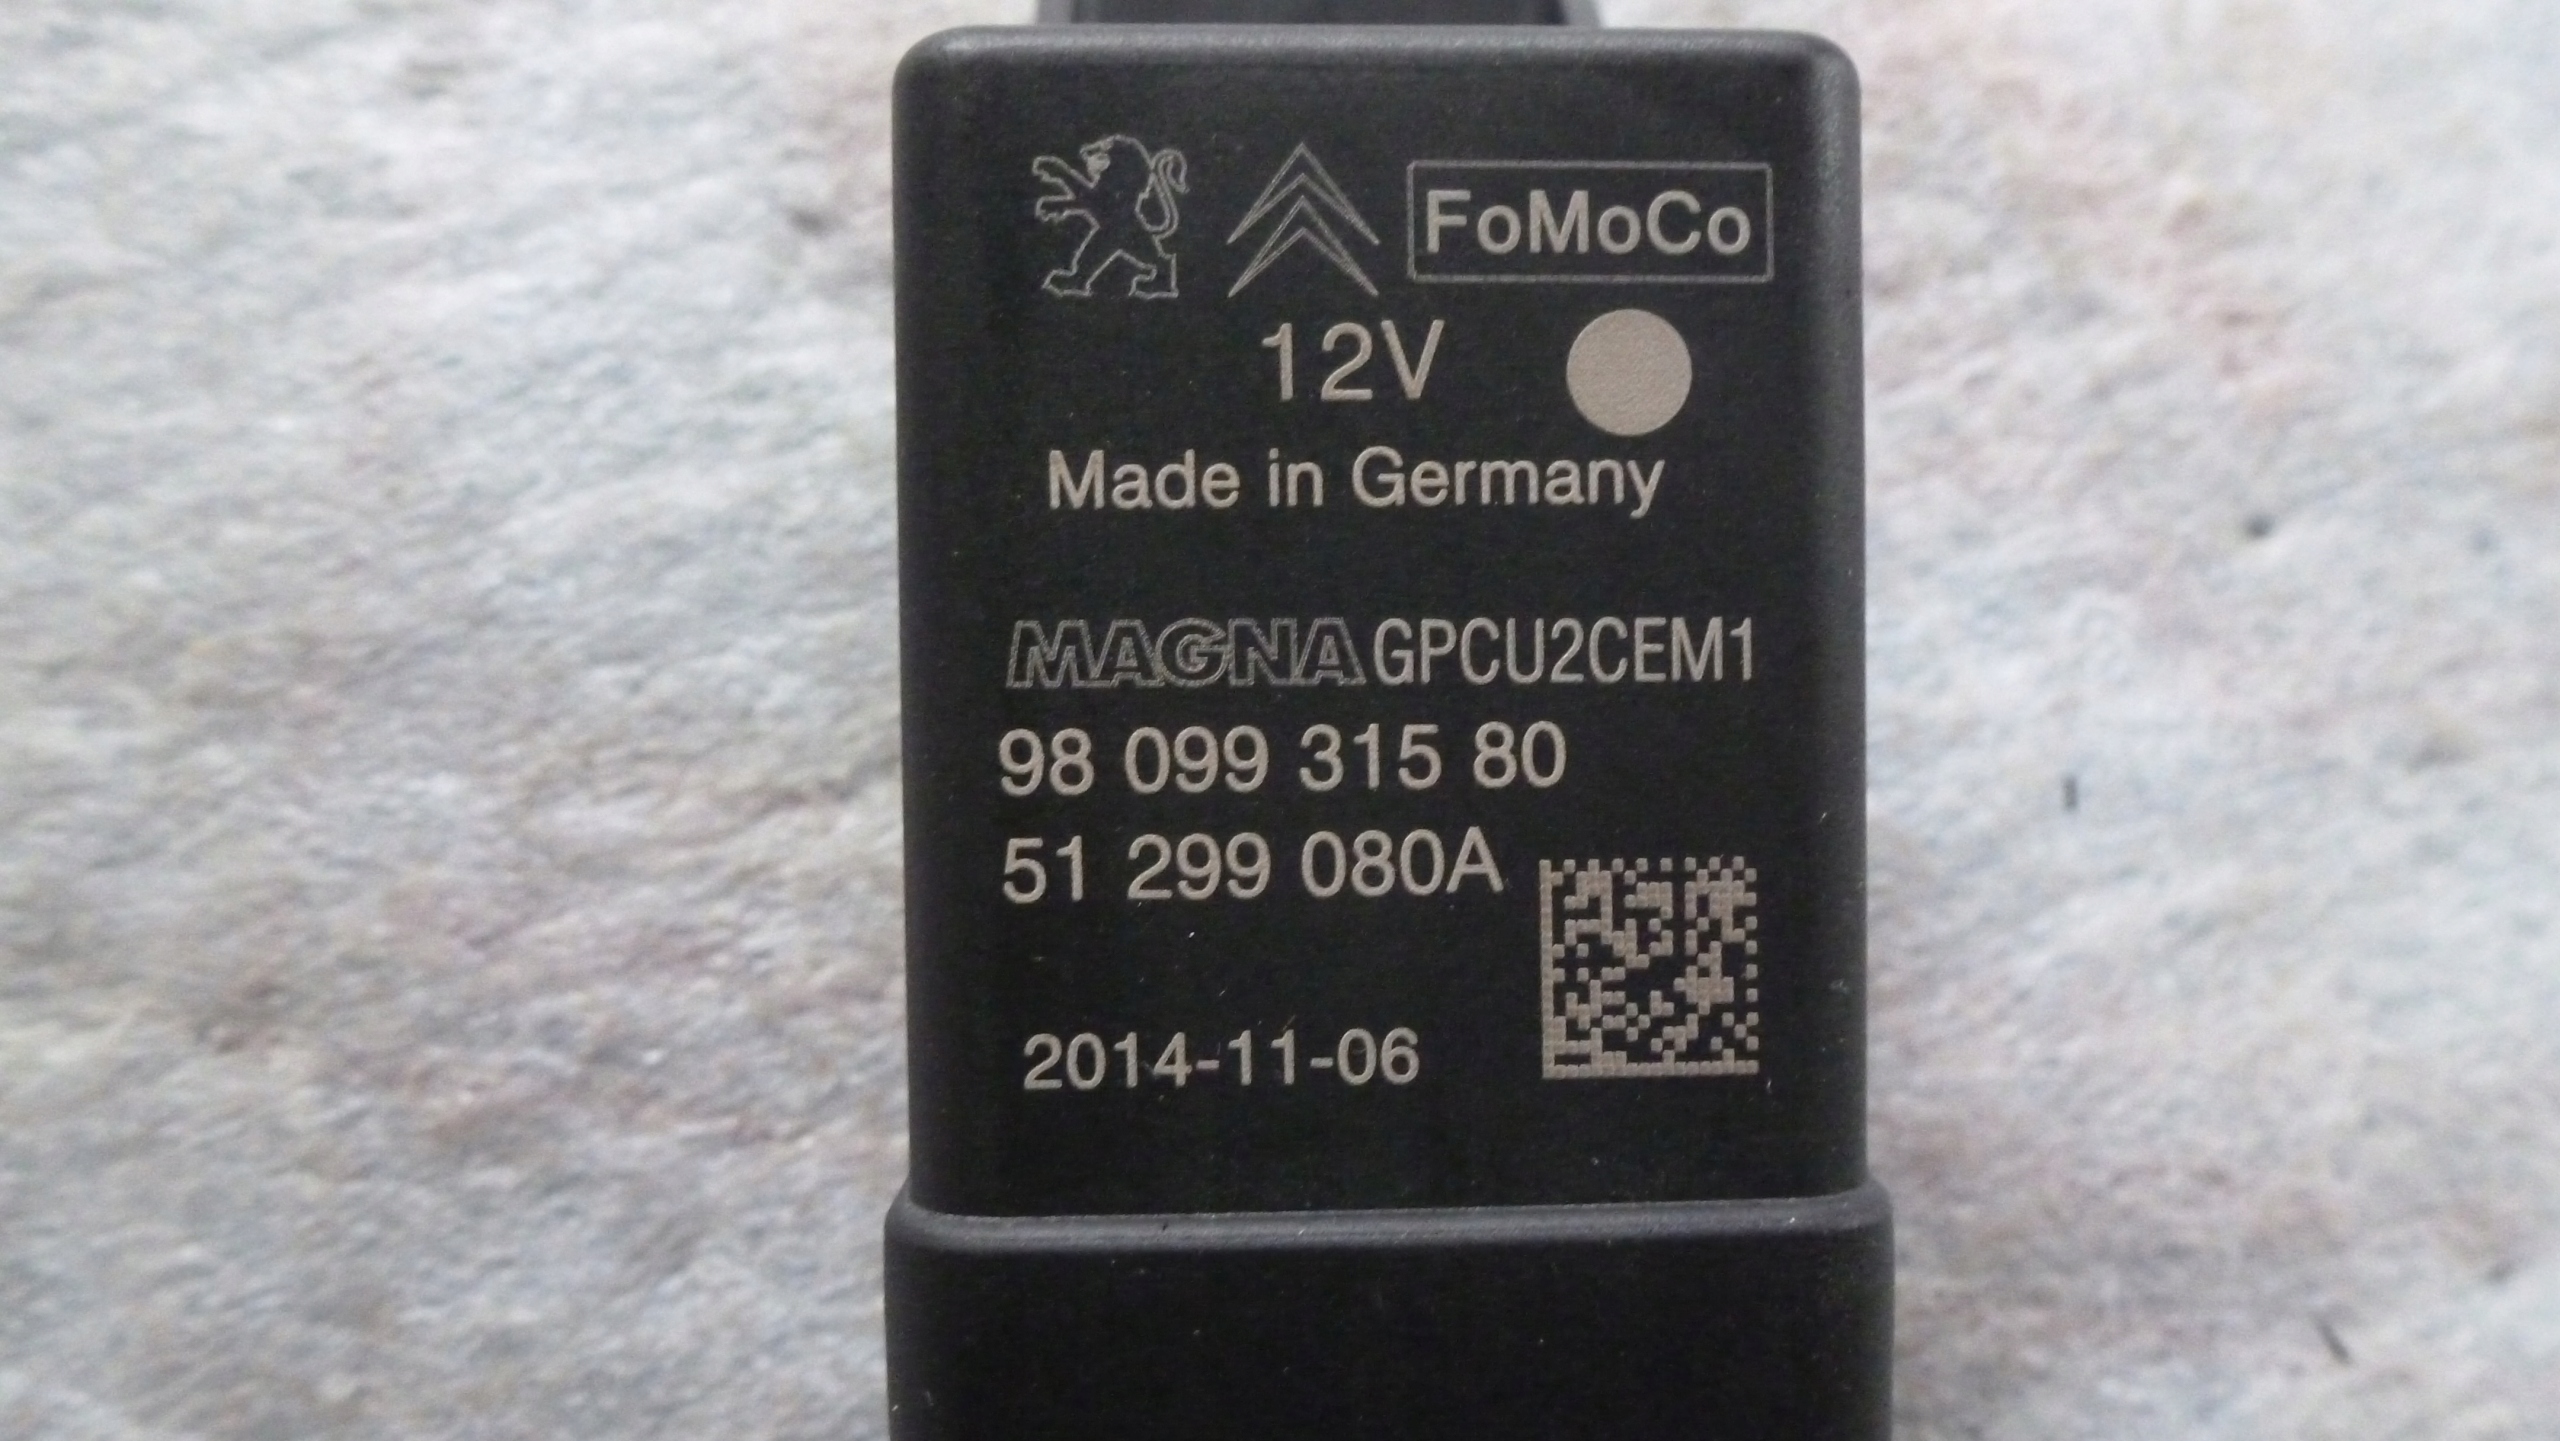 FoMoCo
12V
Made in Germany
MAGNA GPCU2CEM1
98 099 315 80
51 299 080A
2014-11-06